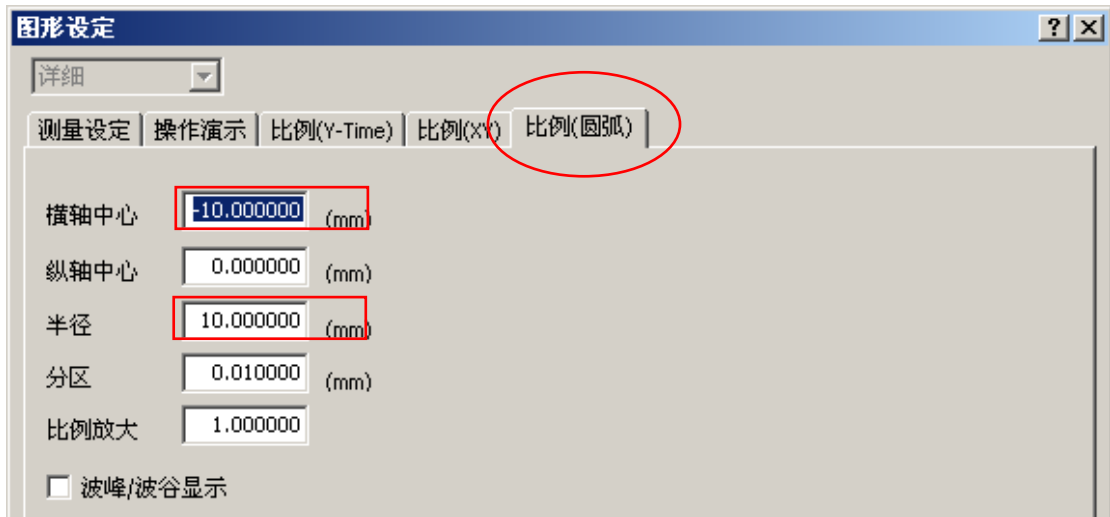 图形设定
详细
测量设定 操作演示 比例(Y-Time) 比例(XY) 比例(圆弧)
横轴中心 -10.000000 (mm)
纵轴中心 0.000000 (mm)
半径 10.000000 (mm)
分区 0.010000 (mm)
比例放大 1.000000
波峰/波谷显示